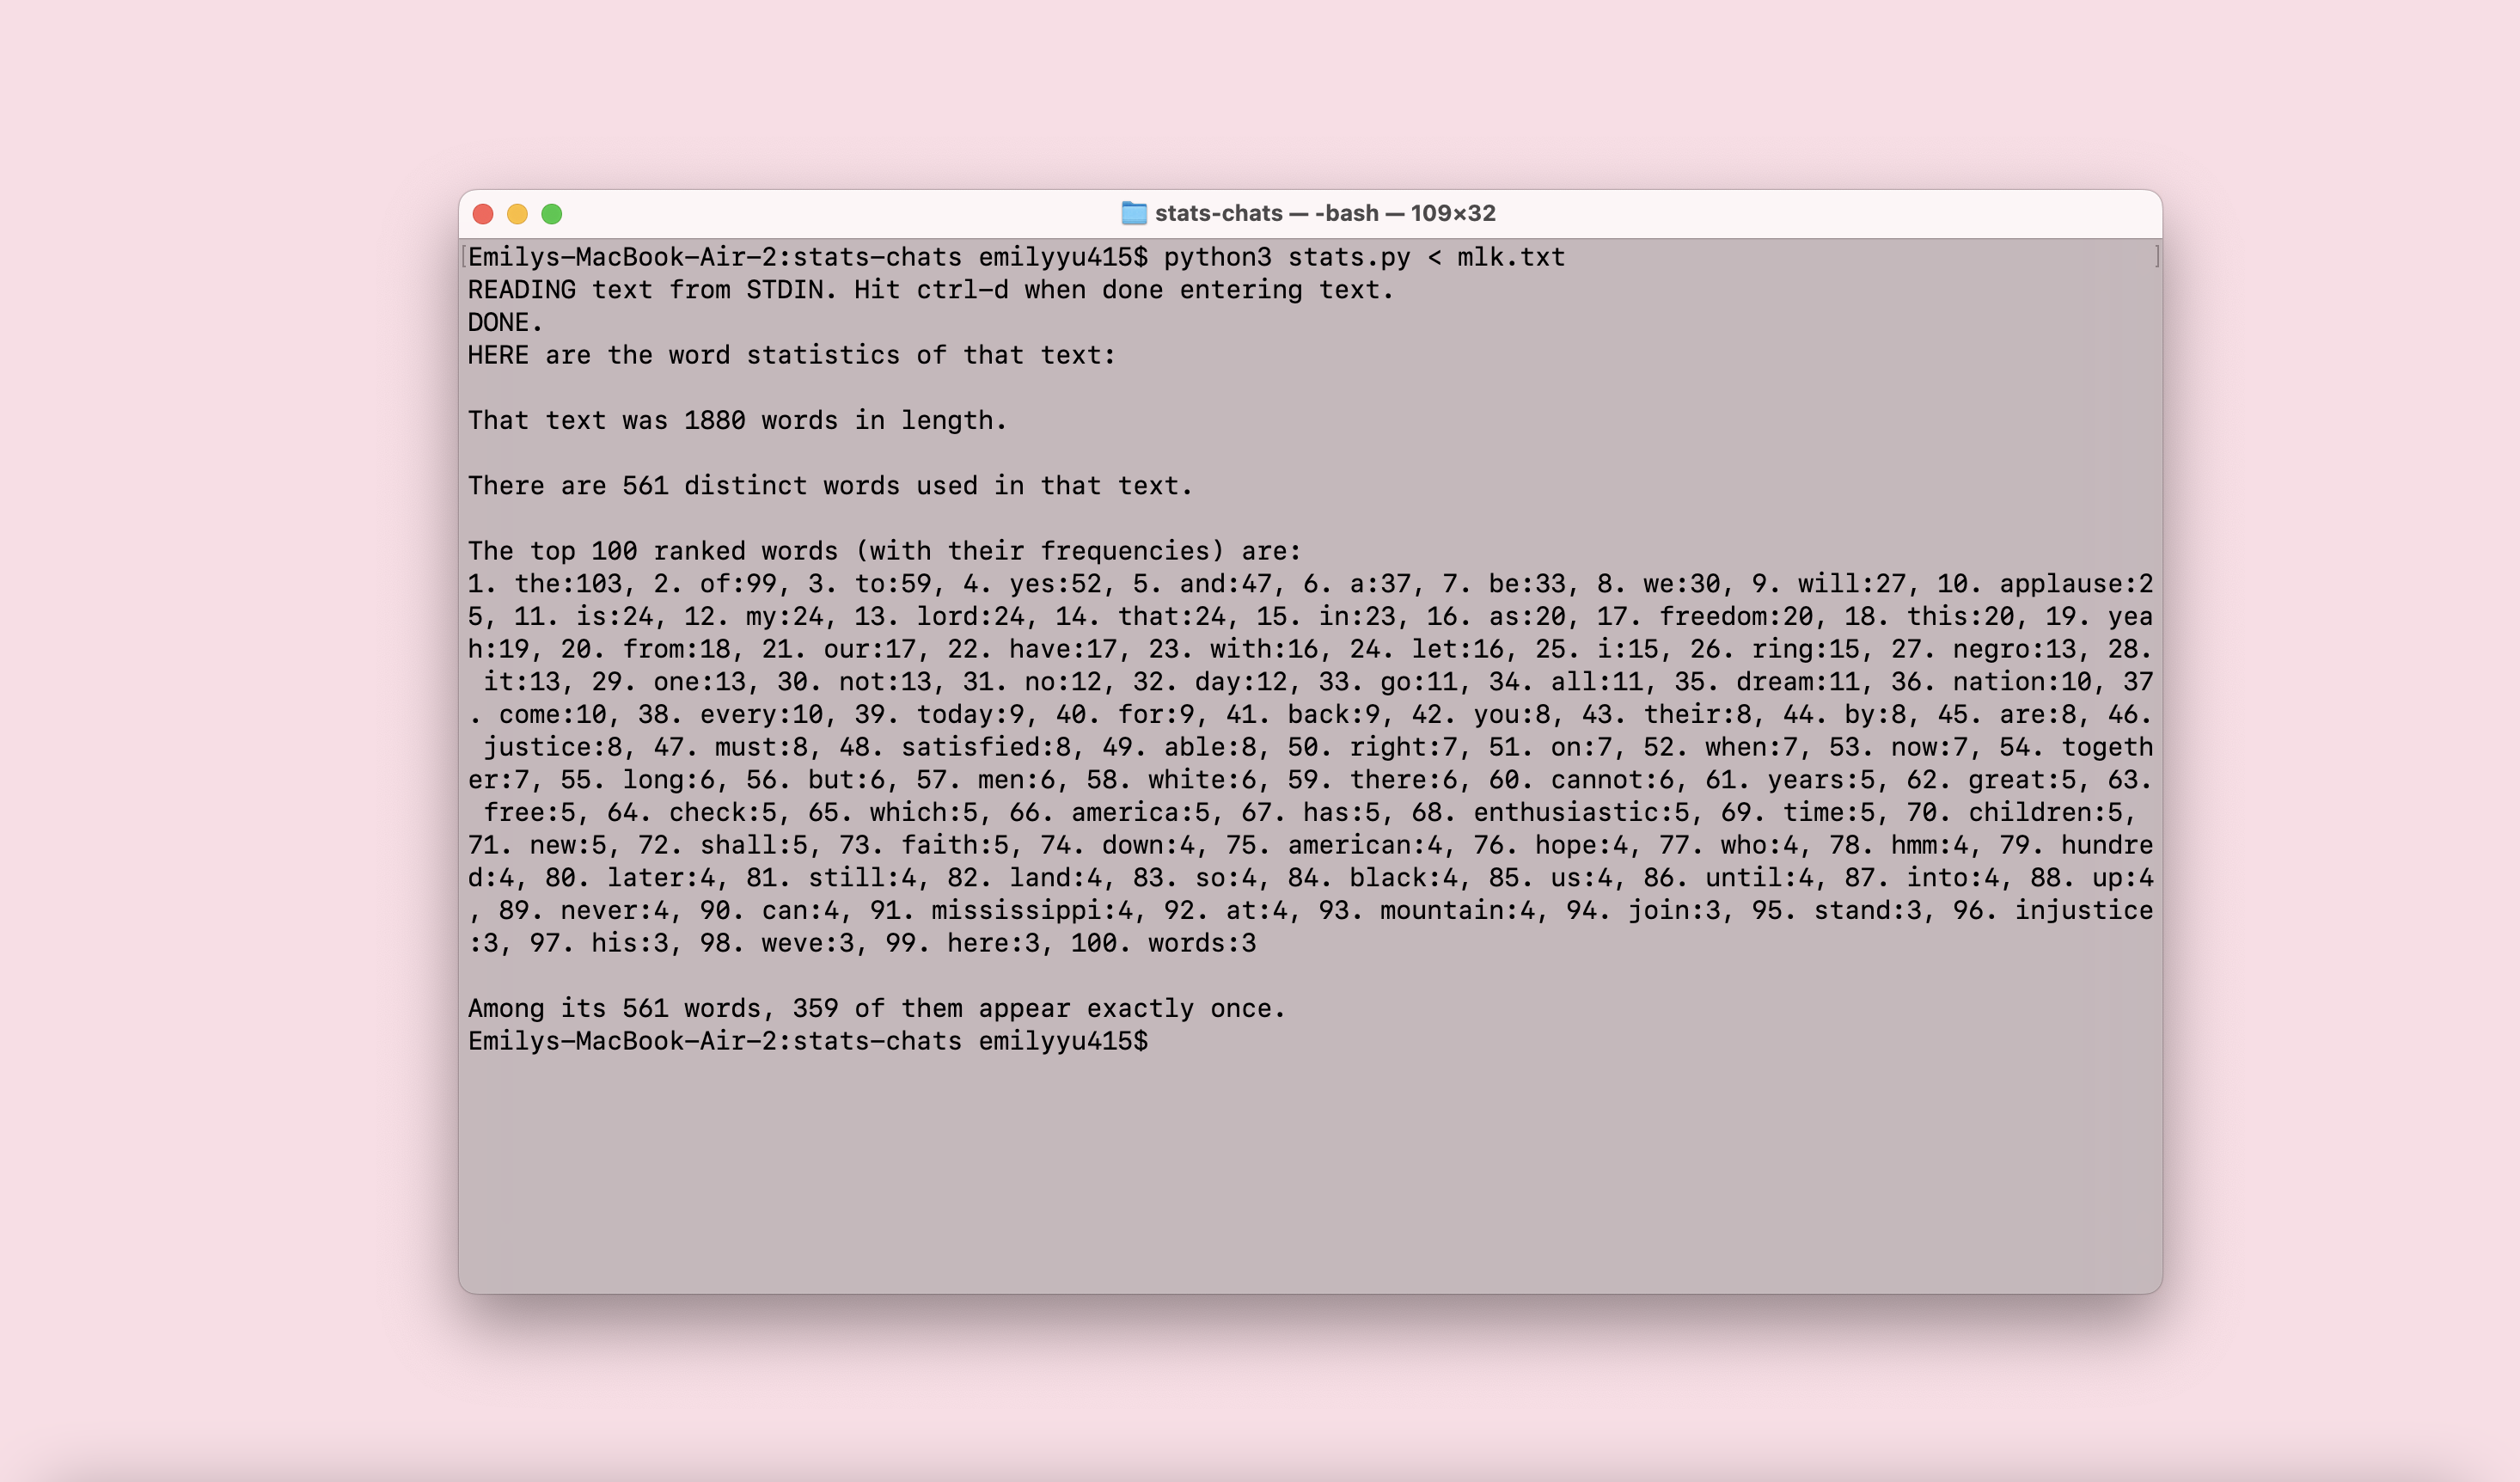 stats-chats — -bash — 109×32
Emilys-MacBook-Air-2:stats-chats emilyyu415$ python3 stats.py < mlk.txt
READING text from STDIN. Hit ctrl-d when done entering text.
DONE.
HERE are the word statistics of that text:
That text was 1880 words in length.
There are 561 distinct words used in that text.
The top 100 ranked words (with their frequencies) are:
1. the:103, 2. of:99, 3. to:59, 4. yes:52, 5. and:47, 6. a:37, 7. be:33, 8. we:30, 9. will:27, 10. applause:2
5, 11. is:24, 12. my:24, 13. lord:24, 14. that:24, 15. in:23, 16. as:20, 17. freedom:20, 18. this:20, 19. yea
h:19, 20. from:18, 21. our:17, 22. have:17, 23. with:16, 24. let:16, 25. i:15, 26. ring:15, 27. negro:13, 28.
it:13, 29. one:13, 30. not:13, 31. no:12, 32. day:12, 33. go:11, 34. all:11, 35. dream:11, 36. nation:10, 37
. come:10, 38. every:10, 39. today:9, 40. for:9, 41. back:9, 42. you:8, 43. their:8, 44. by:8, 45. are:8, 46.
justice:8, 47. must:8, 48. satisfied:8, 49. able:8, 50. right:7, 51. on:7, 52. when:7, 53. now:7, 54. togeth
er:7, 55. long:6, 56. but:6, 57. men:6, 58. white:6, 59. there:6, 60. cannot:6, 61. years:5, 62. great:5, 63.
free:5, 64. check:5, 65. which:5, 66. america:5, 67. has:5, 68. enthusiastic:5, 69. time:5, 70. children:5,
71. new:5, 72. shall:5, 73. faith:5, 74. down:4, 75. american:4, 76. hope:4, 77. who:4, 78. hmm:4, 79. hundre
d:4, 80. later:4, 81. still:4, 82. land:4, 83. so:4, 84. black:4, 85. us:4, 86. until:4, 87. into:4, 88. up:4
, 89. never:4, 90. can:4, 91. mississippi:4, 92. at:4, 93. mountain:4, 94. join:3, 95. stand:3, 96. injustice
:3, 97. his:3, 98. weve:3, 99. here:3, 100. words:3
Among its 561 words, 359 of them appear exactly once.
Emilys-MacBook-Air-2:stats-chats emilyyu415$